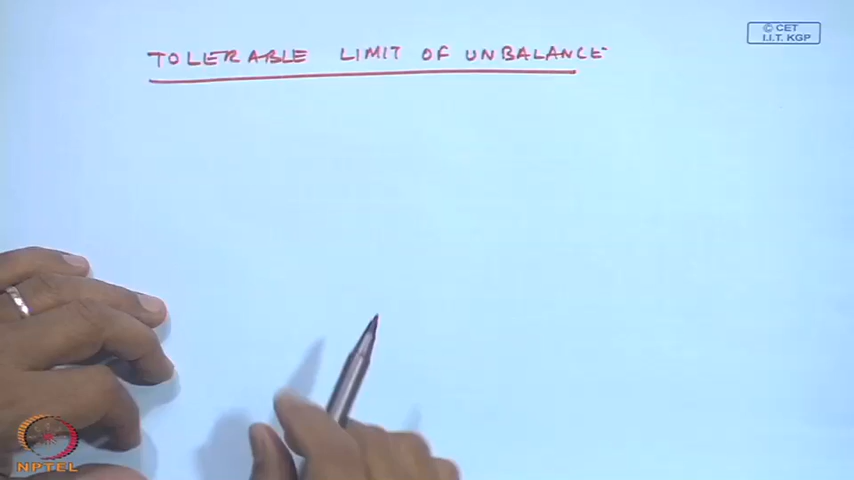 TOLERABLE LIMIT OF UNBALANCE
© CET
I.I.T. KGP
NPTEL